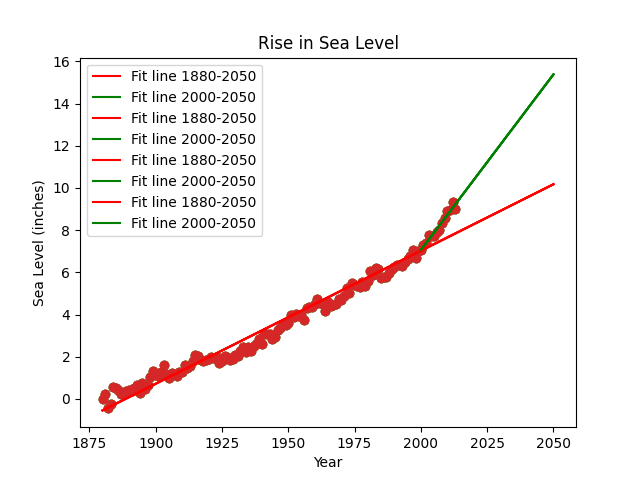 Rise in Sea Level
16
14
12
10
8
6
4
2
0
Sea Level (inches)
Fit line 1880-2050
Fit line 2000-2050
Fit line 1880-2050
Fit line 2000-2050
Fit line 1880-2050
Fit line 2000-2050
Fit line 1880-2050
Fit line 2000-2050
1875 1900 1925 1950 1975 2000 2025 2050
Year